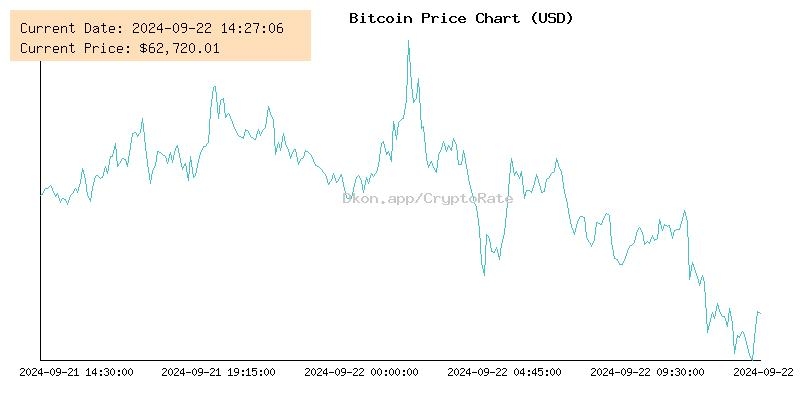 Bitcoin Price Chart (USD)
Current Date: 2024-09-22 14:27:06
Current Price: $62,720.01
Dkon.app/CryptoRate
2024-09-21 14:30:00 2024-09-21 19:15:00 2024-09-22 00:00:00 2024-09-22 04:45:00 2024-09-22 09:30:00 2024-09-22